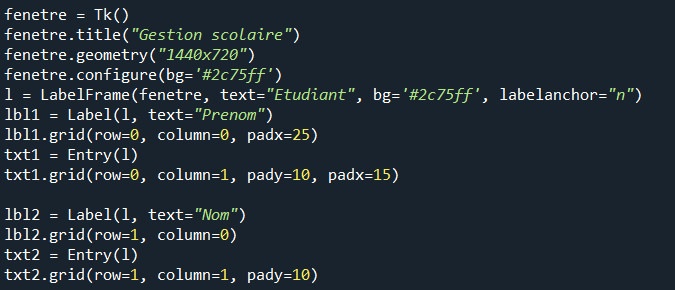 fenetre = Tk()
fenetre.title("Gestion scolaire")
fenetre.geometry("1440x720")
fenetre.configure(bg='#2c75ff')
l = LabelFrame(fenetre, text="Etudiant", bg='#2c75ff', labelanchor="n")
lbl1 = Label(l, text="Prenom")
lbl1.grid(row=0, column=0, padx=25)
txt1 = Entry(l)
txt1.grid(row=0, column=1, pady=10, padx=15)

lbl2 = Label(l, text="Nom")
lbl2.grid(row=1, column=0)
txt2 = Entry(l)
txt2.grid(row=1, column=1, pady=10)